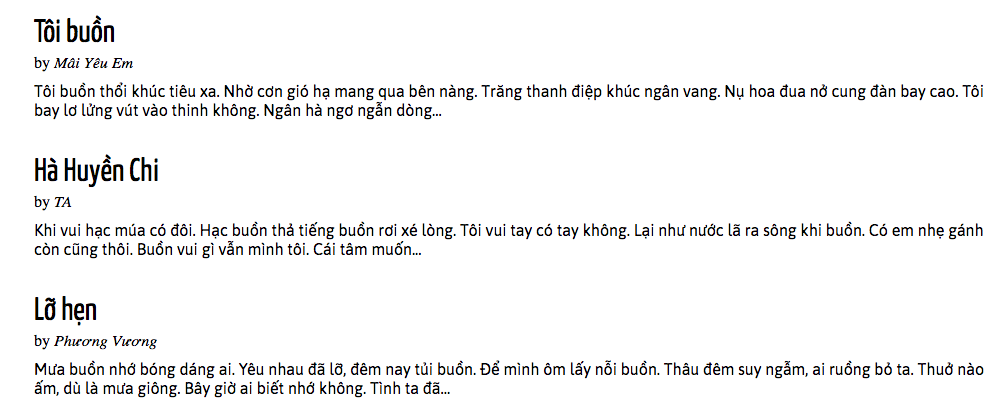 Tôi buồn
by Mâi Yêu Em
Tôi buồn thổi khúc tiêu xa. Nhờ cơn gió hạ mang qua bên nàng. Trăng thanh điệp khúc ngân vang. Nụ hoa đua nở cung đàn bay cao. Tôi
bay lơ lửng vút vào thinh không. Ngân hà ngơ ngẩn dòng...
Hà Huyền Chi
by TA
Khi vui hạc múa có đôi. Hạc buồn thả tiếng buồn rơi xé lòng. Tôi vui tay có tay không. Lại như nước lã ra sông khi buồn. Có em nhẹ gánh
còn cũng thôi. Buồn vui gì vẫn mình tôi. Cái tâm muốn...
Lỡ hẹn
by Phương Vương
Mưa buồn nhớ bóng dáng ai. Yêu nhau đã lỡ, đêm nay tủi buồn. Để mình ôm lấy nỗi buồn. Thâu đêm suy ngẫm, ai ruồng bỏ ta. Thuở nào
ấm, dù là mưa giông. Bây giờ ai biết nhớ không. Tình ta đã...